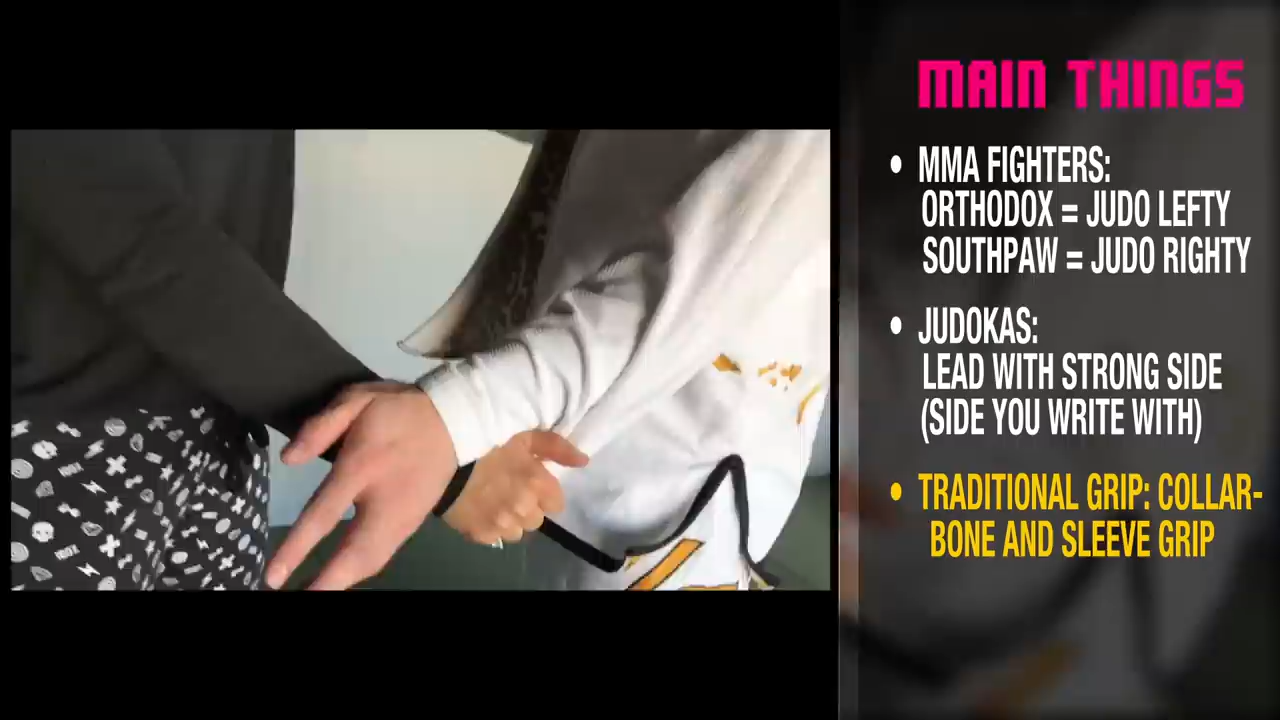 MAIN THINGS
• MMA FIGHTERS:
ORTHODOX = JUDO LEFTY
SOUTHPAW = JUDO RIGHTY
• JUDOKAS:
LEAD WITH STRONG SIDE
(SIDE YOU WRITE WITH)
• TRADITIONAL GRIP: COLLAR-
BONE AND SLEEVE GRIP